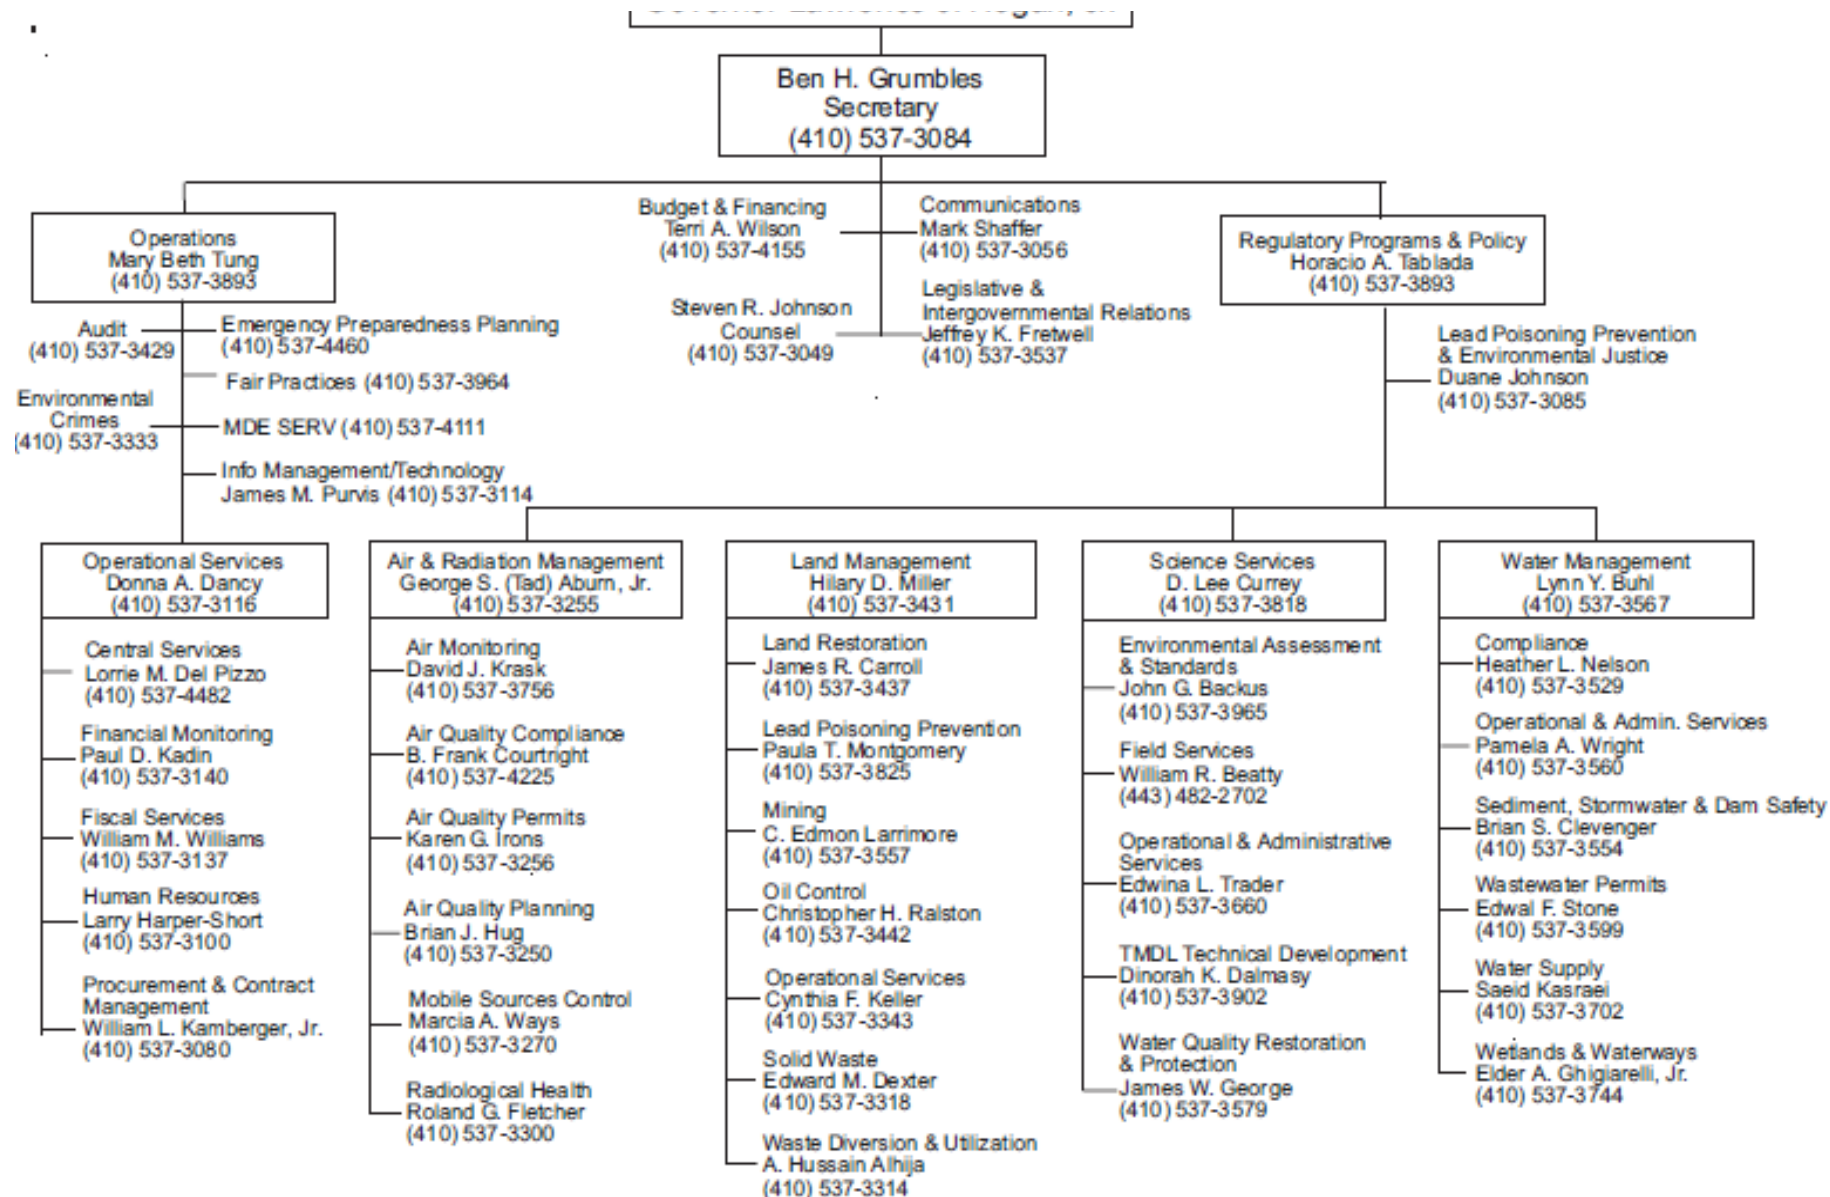 Ben H. Grumbles
Secretary
(410) 537-3084
Operations
Mary Beth Tung
(410) 537-3893
Budget & Financing
Terri A. Wilson
(410) 537-4155
Communications
Mark Shaffer
(410) 537-3056
Steven R. Johnson
Counsel
(410) 537-3049
Legislative &
Intergovernmental Relations
Jeffrey K. Fretwell
(410) 537-3537
Regulatory Programs & Policy
Horacio A. Tablada
(410) 537-3893
Audit
(410) 537-3429
Emergency Preparedness Planning
(410) 537-4460
Fair Practices (410) 537-3964
Environmental
Crimes
(410) 537-3333
MDE SERV (410) 537-4111
Info Management/Technology
James M. Purvis (410) 537-3114
Lead Poisoning Prevention
& Environmental Justice
Duane Johnson
(410) 537-3085
Operational Services
Donna A. Dancy
(410) 537-3116
Central Services
Lorrie M. Del Pizzo
(410) 537-4482
Financial Monitoring
Paul D. Kadin
(410) 537-3140
Fiscal Services
William M. Williams
(410) 537-3137
Human Resources
Larry Harper-Short
(410) 537-3100
Procurement & Contract
Management
William L. Kamberger, Jr.
(410) 537-3080
Air & Radiation Management
George S. (Tad) Aburn, Jr.
(410) 537-3255
Air Monitoring
David J. Krask
(410) 537-3756
Air Quality Compliance
B. Frank Courtright
(410) 537-4225
Air Quality Permits
Karen G. Irons
(410) 537-3256
Air Quality Planning
Brian J. Hug
(410) 537-3250
Mobile Sources Control
Marcia A. Ways
(410) 537-3270
Radiological Health
Roland G. Fletcher
(410) 537-3300
Land Management
Hilary D. Miller
(410) 537-3431
Land Restoration
James R. Carroll
(410) 537-3437
Lead Poisoning Prevention
Paula T. Montgomery
(410) 537-3825
Mining
C. Edmon Larrimore
(410) 537-3557
Oil Control
Christopher H. Ralston
(410) 537-3442
Operational Services
Cynthia F. Keller
(410) 537-3343
Solid Waste
Edward M. Dexter
(410) 537-3318
Waste Diversion & Utilization
A. Hussain Alhija
(410) 537-3314
Science Services
D. Lee Currey
(410) 537-3818
Environmental Assessment
& Standards
John G. Backus
(410) 537-3965
Field Services
William R. Beatty
(443) 482-2702
Operational & Administrative
Services
Edwina L. Trader
(410) 537-3660
TMDL Technical Development
Dinorah K. Dalmasy
(410) 537-3902
Water Quality Restoration
& Protection
James W. George
(410) 537-3579
Water Management
Lynn Y. Buhl
(410) 537-3567
Compliance
Heather L. Nelson
(410) 537-3529
Operational & Admin. Services
Pamela A. Wright
(410) 537-3560
Sediment, Stormwater & Dam Safety
Brian S. Clevenger
(410) 537-3554
Wastewater Permits
Edwal F. Stone
(410) 537-3599
Water Supply
Saeid Kasraei
(410) 537-3702
Wetlands & Waterways
Elder A. Ghigiarelli, Jr.
(410) 537-3744